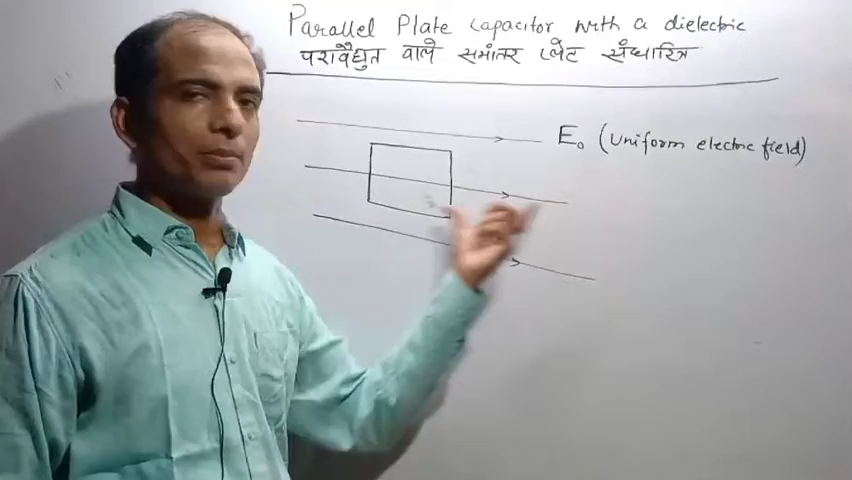 Parallel Plate capacitor with a dielectric
परावैद्युत वाले समांतर प्लेट संधारित्र
E₀ (Uniform electric field)